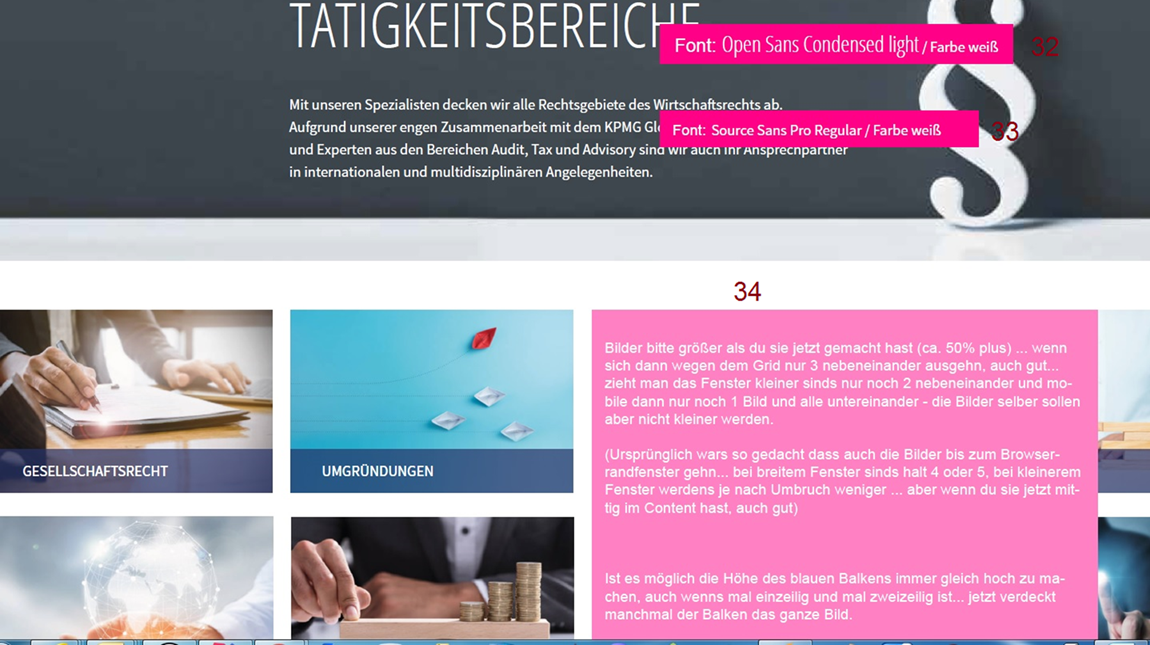 TÄTIGKEITSBEREICHE
Font: Open Sans Condensed light / Farbe weiß
32
Mit unseren Spezialisten decken wir alle Rechtsgebiete des Wirtschaftsrechts ab.
Aufgrund unserer engen Zusammenarbeit mit dem KPMG
Font: Source Sans Pro Regular / Farbe weiß
33
und Experten aus den Bereichen Audit, Tax und Advisory sind wir auch Ihr Ansprechpartner
in internationalen und multidisziplinären Angelegenheiten.
34
Bilder bitte größer als du sie jetzt gemacht hast (ca. 50% plus) ... wenn
sich dann wegen dem Grid nur 3 nebeneinander ausgehn, auch gut...
zieht man das Fenster kleiner sinds nur noch 2 nebeneinander und mo-
bile dann nur noch 1 Bild und alle untereinander - die Bilder selber sollen
aber nicht kleiner werden.
(Ursprünglich wars so gedacht dass auch die Bilder bis zum Browser-
randfenster gehn... bei breitem Fenster sinds halt 4 oder 5, bei kleinerem
Fenster werdens je nach Umbruch weniger ... aber wenn du sie jetzt mit-
tig im Content hast, auch gut)
Ist es möglich die Höhe des blauen Balkens immer gleich hoch zu ma-
chen, auch wenns mal einzeilig und mal zweizeilig ist... jetzt verdeckt
manchmal der Balken das ganze Bild.
GESELLSCHAFTSRECHT
UMGRÜNDUNGEN